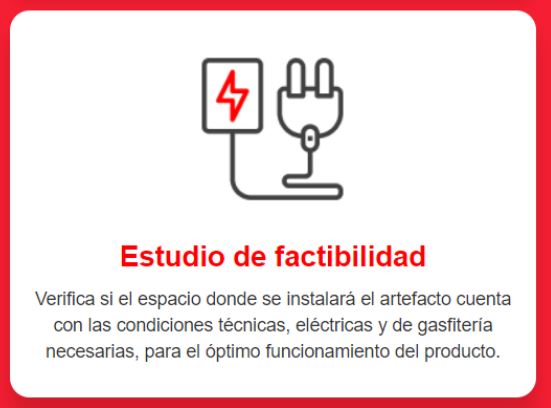 Estudio de factibilidad
Verifica si el espacio donde se instalará el artefacto cuenta
con las condiciones técnicas, eléctricas y de gasfitería
necesarias, para el óptimo funcionamiento del producto.